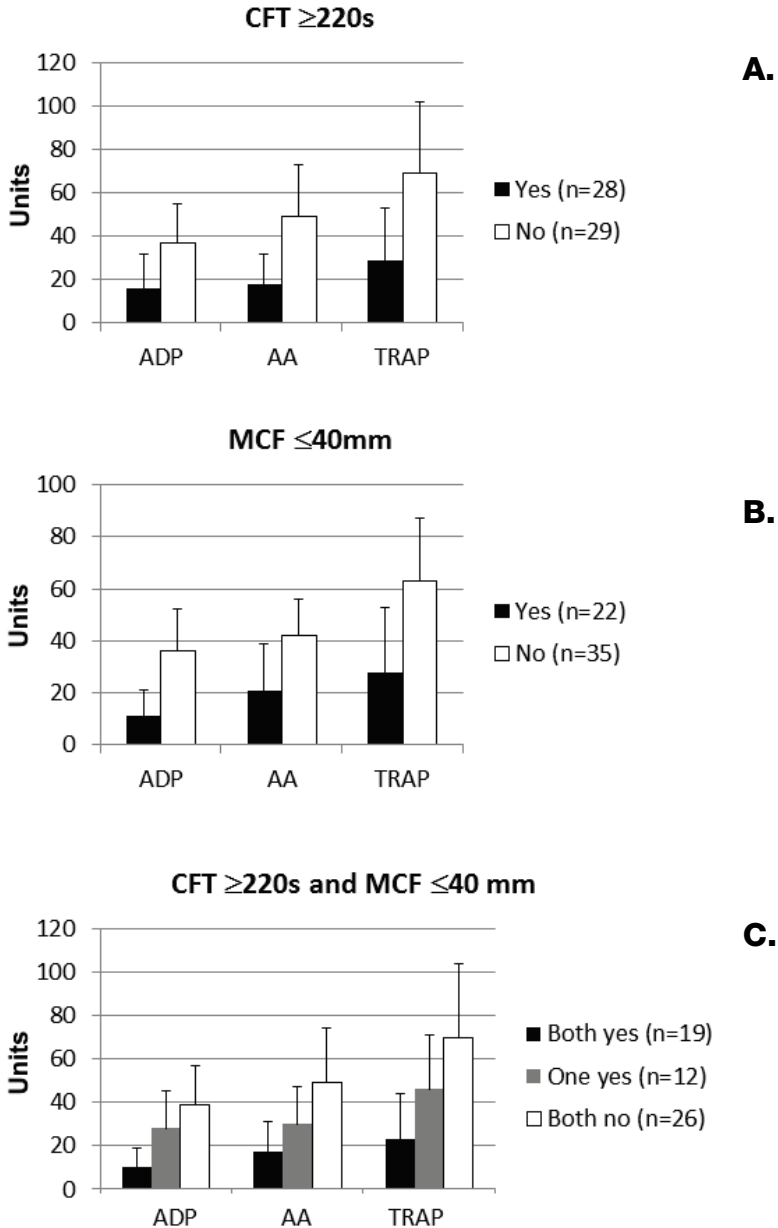 CFT ≥220s
A.
120
100
80
60
40
20
0
Units
ADP AA TRAP
Yes (n=28)
No (n=29)
MCF ≤40mm
B.
100
80
60
40
20
0
Units
ADP AA TRAP
Yes (n=22)
No (n=35)
CFT ≥220s and MCF ≤40 mm
C.
120
100
80
60
40
20
0
Units
ADP AA TRAP
Both yes (n=19)
One yes (n=12)
Both no (n=26)